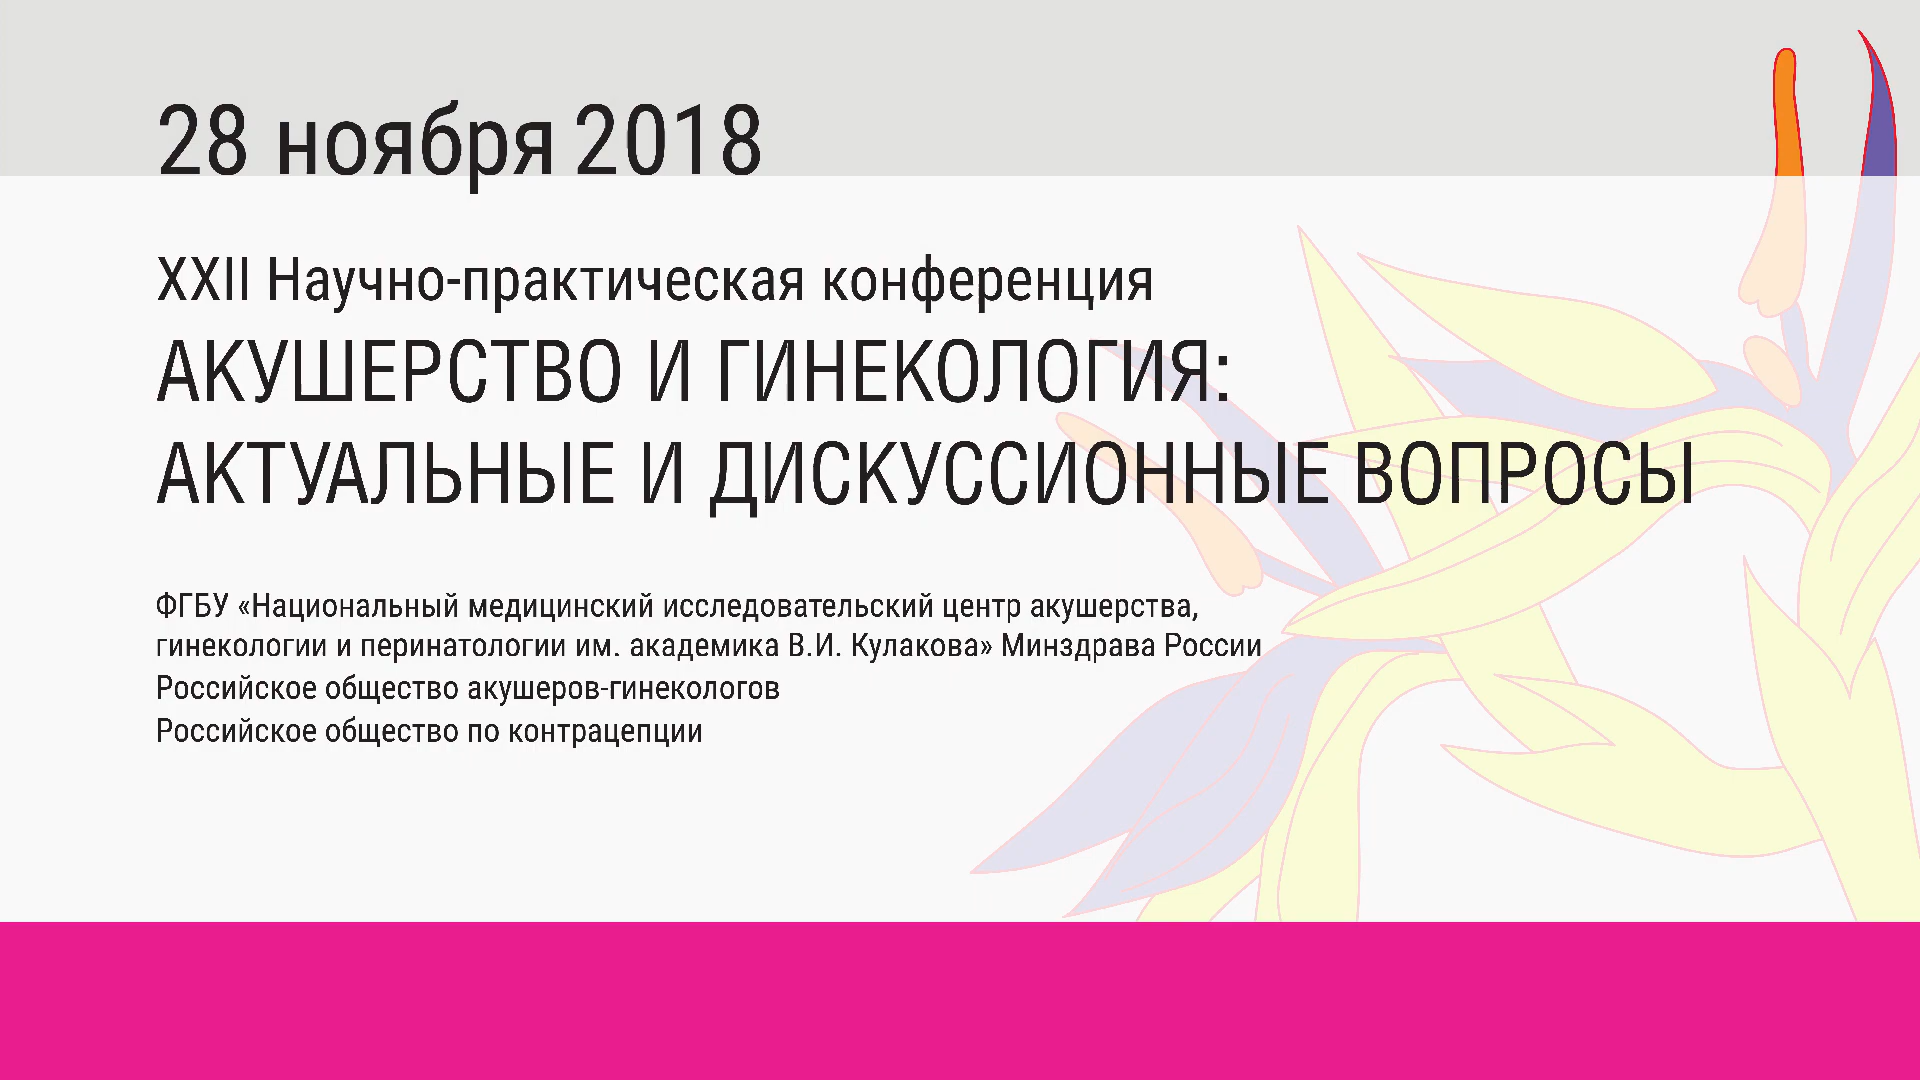 28 ноября 2018
XXII Научно-практическая конференция
АКУШЕРСТВО И ГИНЕКОЛОГИЯ:
АКТУАЛЬНЫЕ И ДИСКУССИОННЫЕ ВОПРОСЫ
ФГБУ «Национальный медицинский исследовательский центр акушерства,
гинекологии и перинатологии им. академика В.И. Кулакова» Минздрава России
Российское общество акушеров-гинекологов
Российское общество по контрацепции